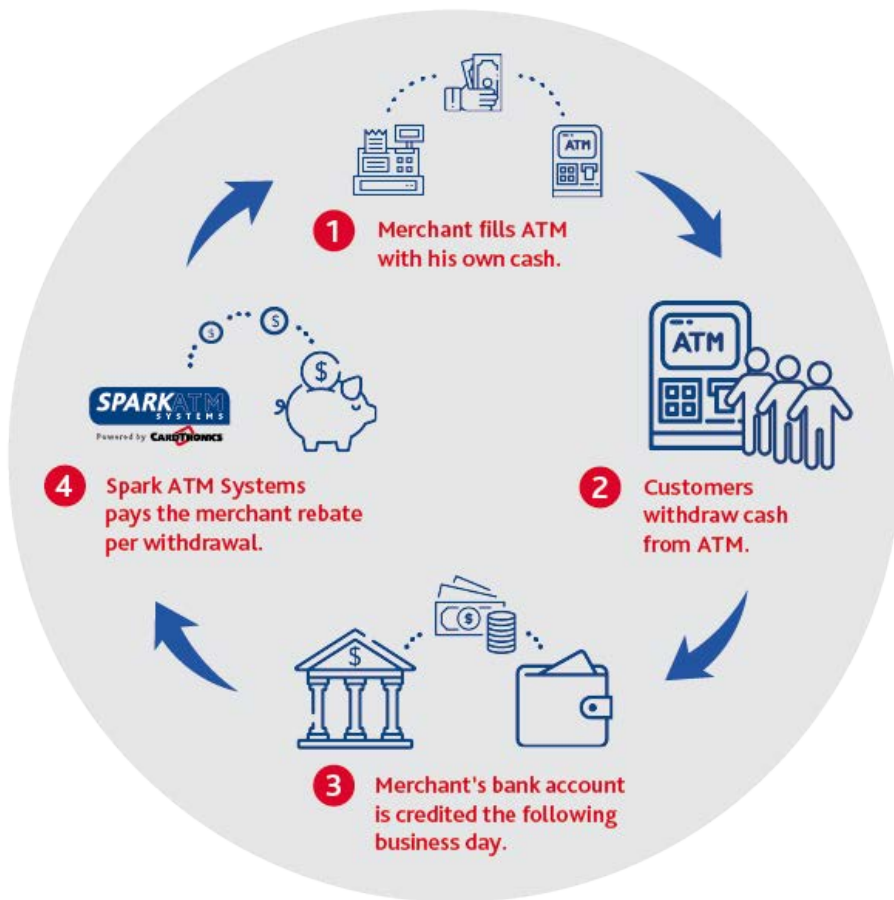 ATM
1 Merchant fills ATM
with his own cash.
ATM
2 Customers
withdraw cash
from ATM.
$
$
3 Merchant's bank account
is credited the following
business day.
$
$
$
SPARKATM
SYSTEMS
Powered by CARDTRONICS
4 Spark ATM Systems
pays the merchant rebate
per withdrawal.